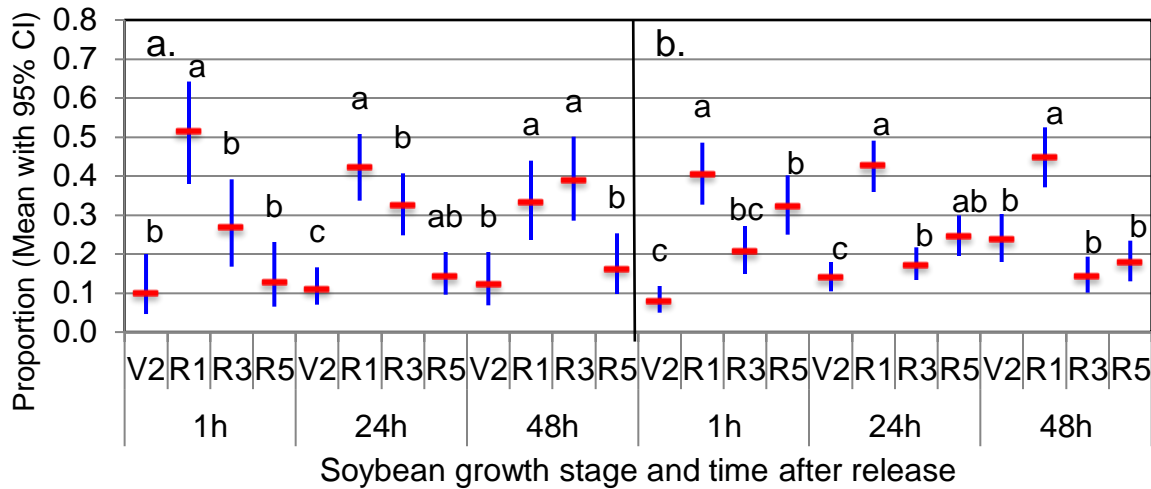 Proportion (Mean with 95% CI)
0.8
0.7
0.6
0.5
0.4
0.3
0.2
0.1
0.0
a.
b a b b
c a b ab
b a a b
b.
c a bc b
c a b ab
b a b b
V2 R1 R3 R5 V2 R1 R3 R5 V2 R1 R3 R5 V2 R1 R3 R5 V2 R1 R3 R5 V2 R1 R3 R5
1h 24h 48h 1h 24h 48h
Soybean growth stage and time after release